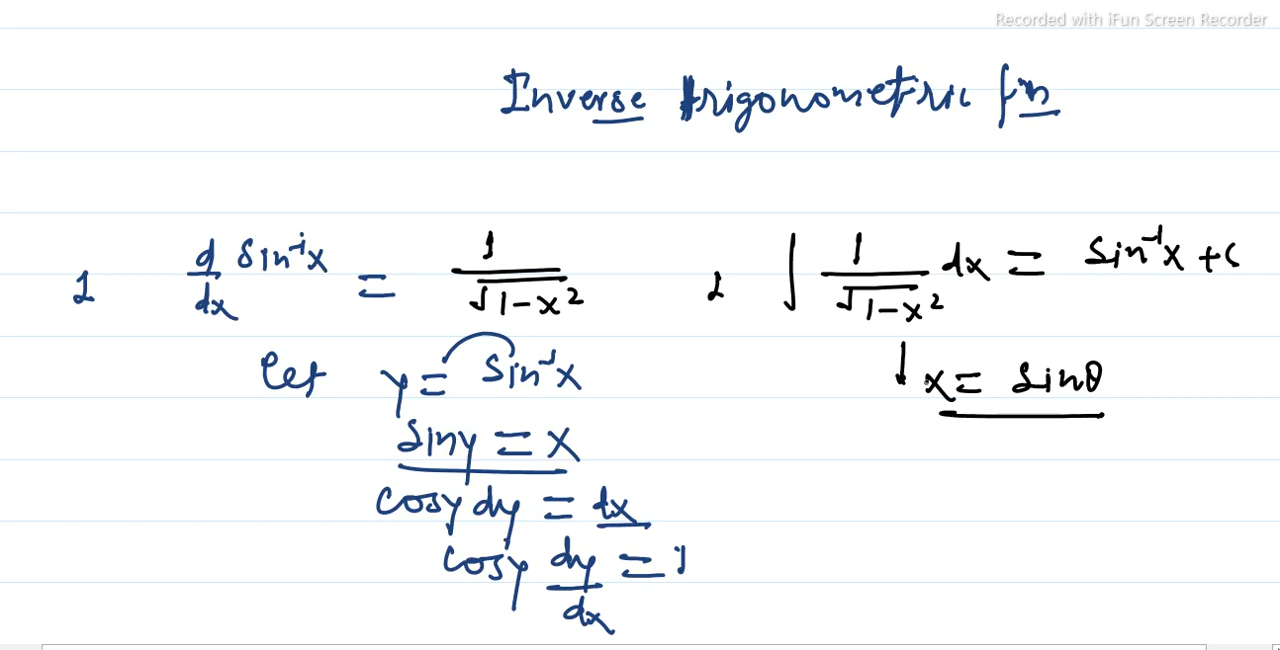 Recorded with iFun Screen Recorder
Inverse trigonometric fn
1 d/dx sin⁻¹x = 1/√1-x² 2 ∫ 1/√1-x² dx = sin⁻¹x + c
let y = sin⁻¹x ↓ x = sinθ
siny = x
cosy dy = dx
cosy dy/dx = 1